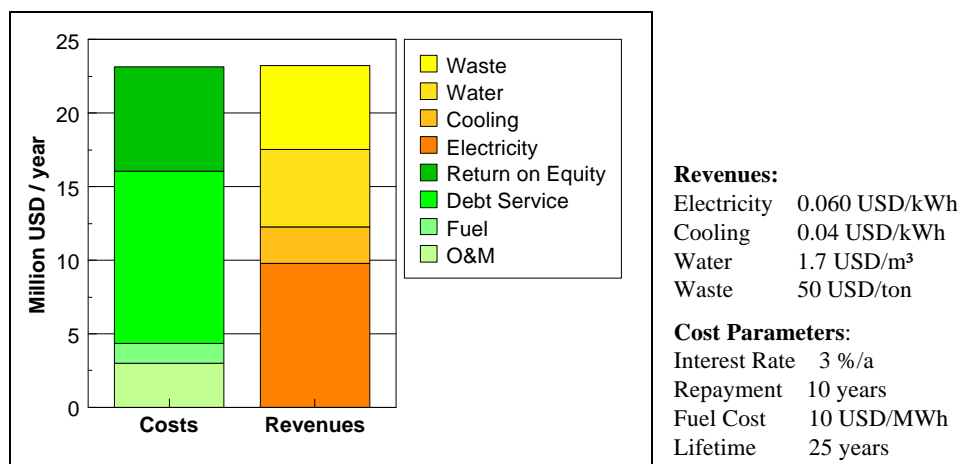 Million USD / year
25
20
15
10
5
0
Costs Revenues
Waste
Water
Cooling
Electricity
Return on Equity
Debt Service
Fuel
O&M
Revenues:
Electricity 0.060 USD/kWh
Cooling 0.04 USD/kWh
Water 1.7 USD/m³
Waste 50 USD/ton
Cost Parameters:
Interest Rate 3 %/a
Repayment 10 years
Fuel Cost 10 USD/MWh
Lifetime 25 years